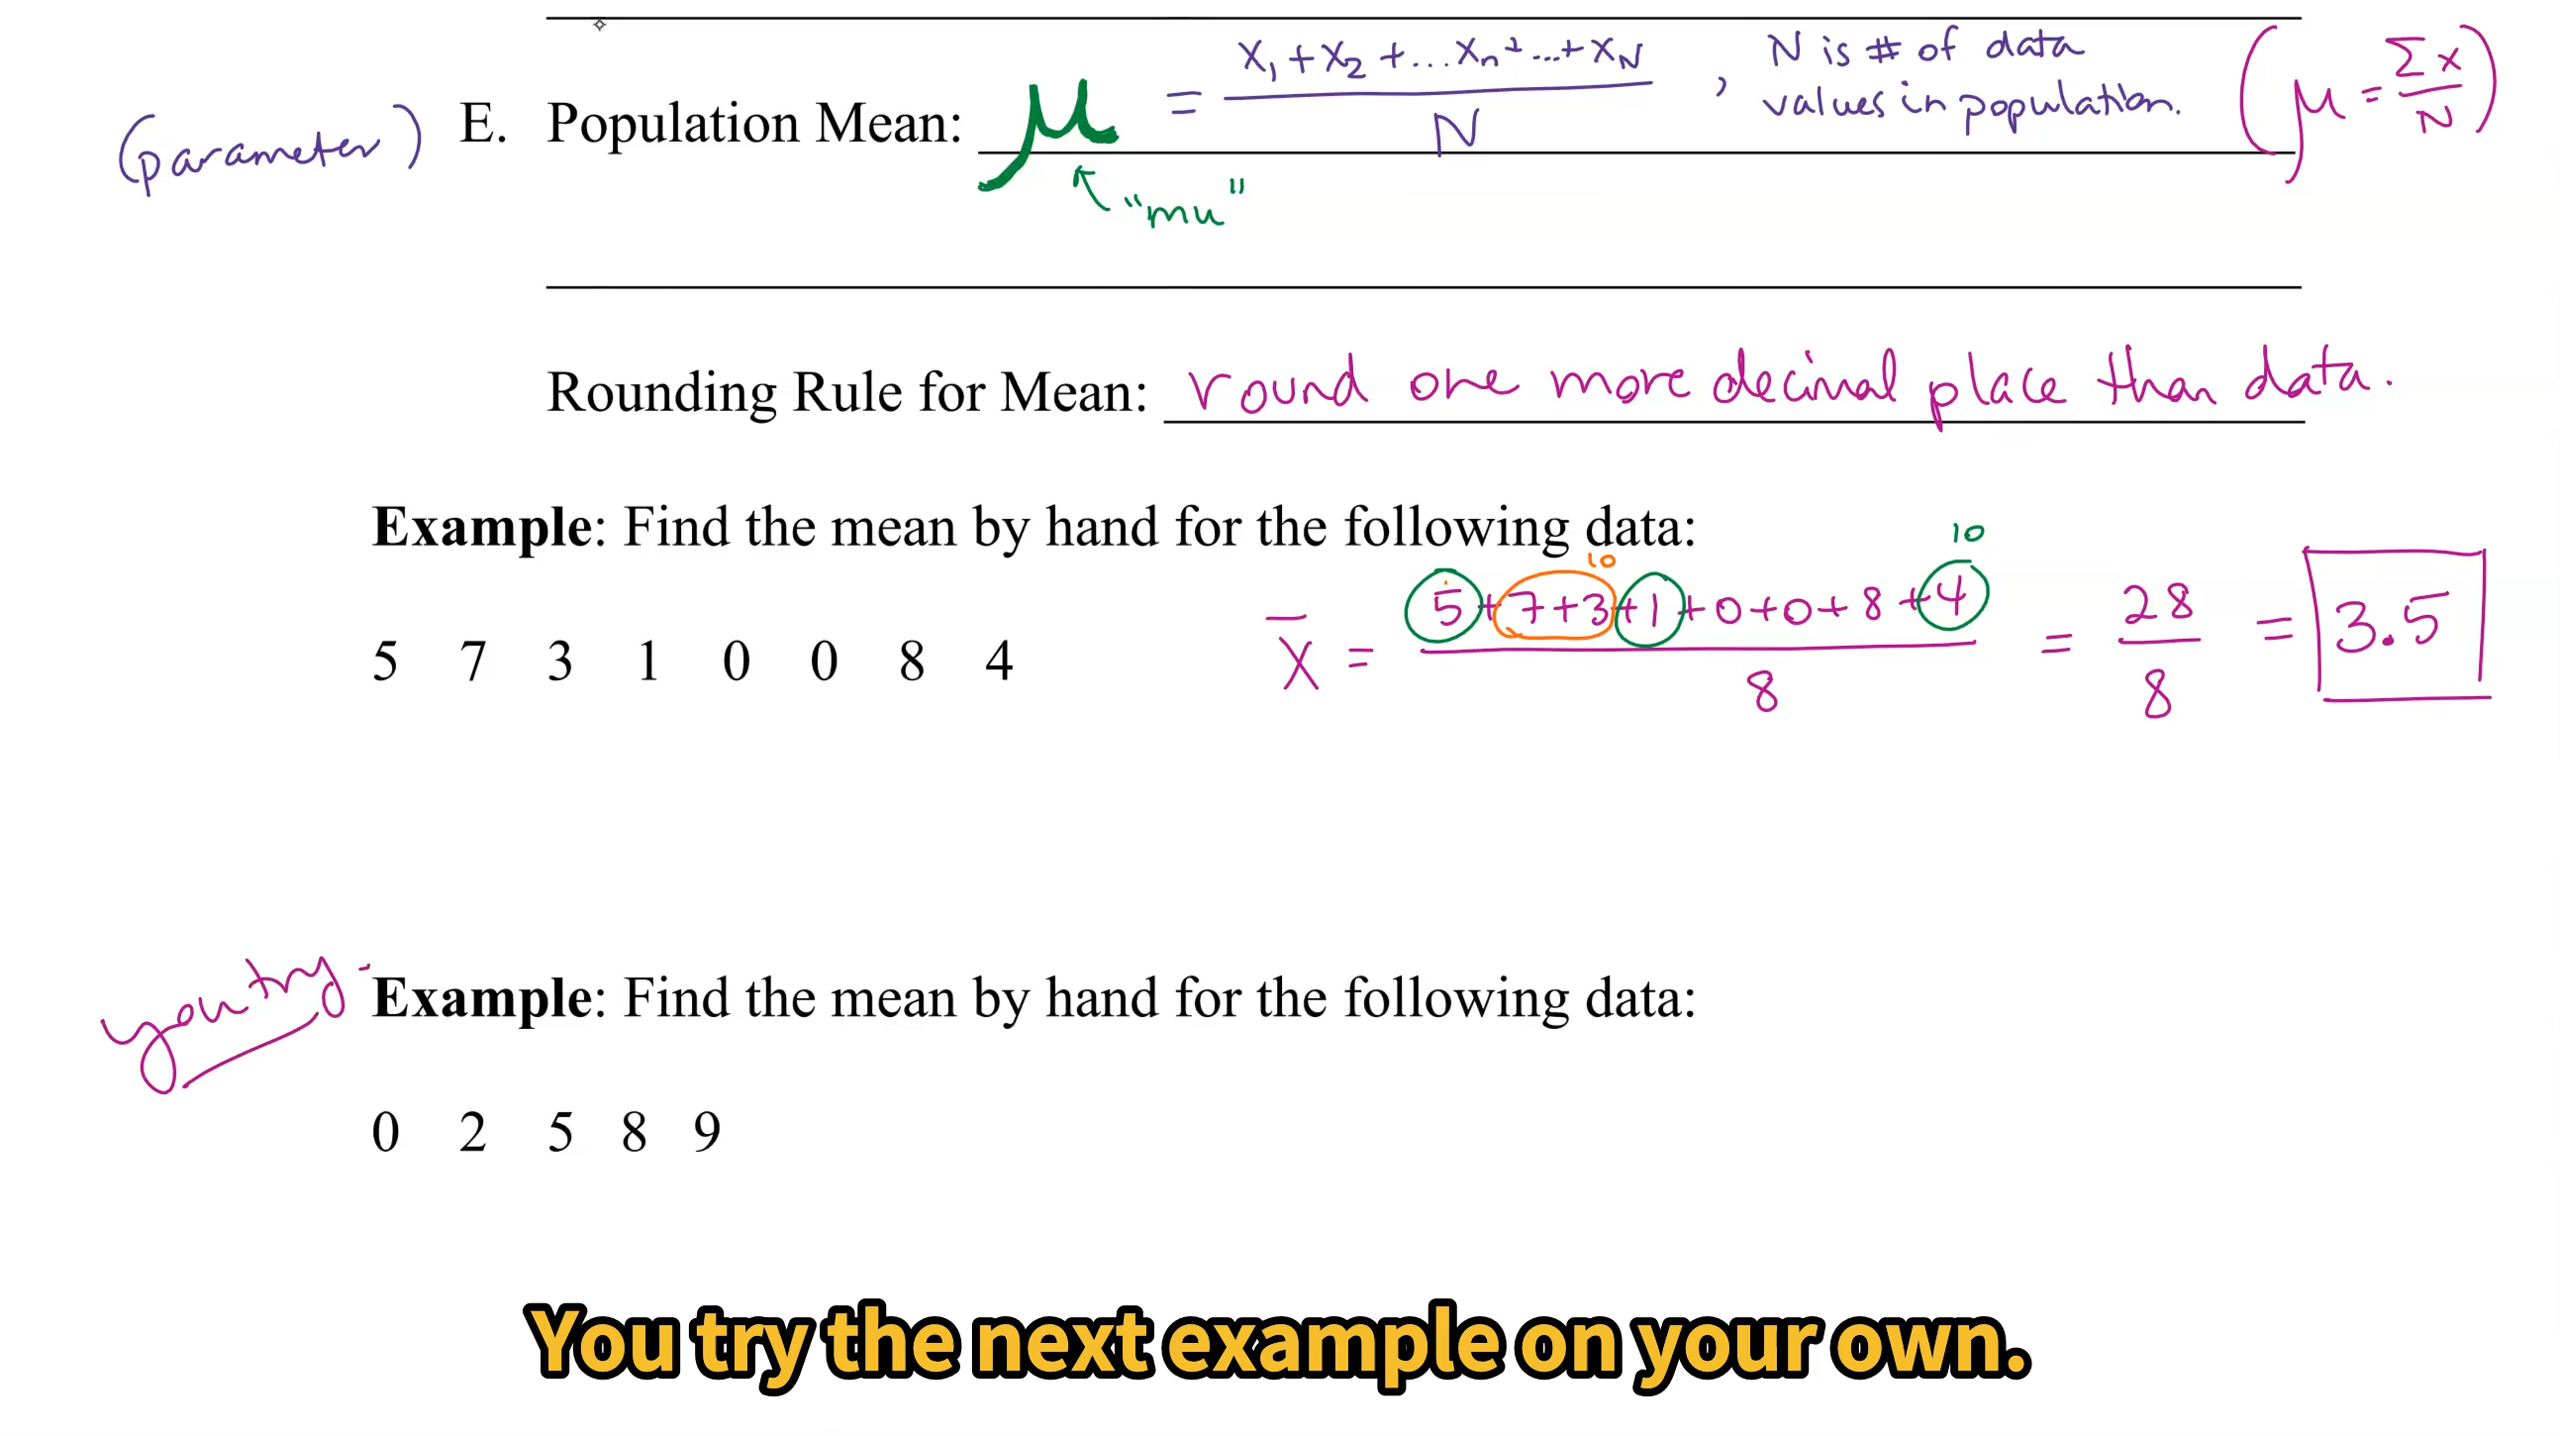 (parameter) E. Population Mean: μ = x₁ + x₂ + ... xₙ + ... + x_N / N , N is # of data values in population. (μ = Σx / N)
"mu"
Rounding Rule for Mean: round one more decimal place than data.
Example: Find the mean by hand for the following data:
10 10
5 7 3 1 0 0 8 4 x̄ = 5+7+3+1+0+0+8+4 / 8 = 28 / 8 = 3.5
you try - Example: Find the mean by hand for the following data:
0 2 5 8 9
You try the next example on your own.